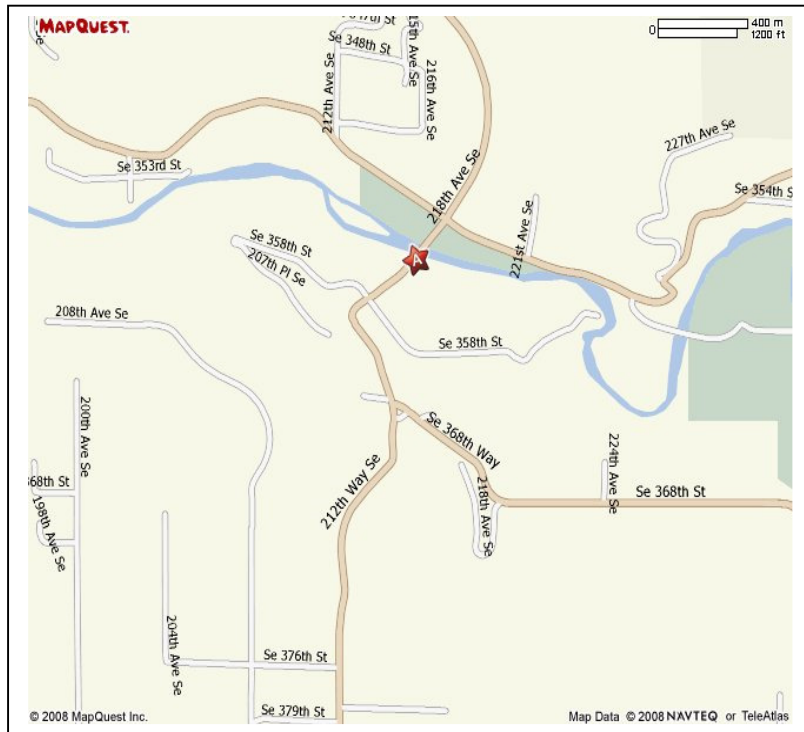 MAPQUEST.
0 400 m
1200 ft
Se 348th St
212th Ave Se
216th Ave Se
227th Ave Se
Se 353rd St
218th Ave Se
Se 354th S
221st Ave Se
Se 358th St
A
207th Pl Se
208th Ave Se
Se 358th St
200th Ave Se
Se 368th Way
224th Ave Se
368th St
212th Way Se
218th Ave Se
Se 368th St
198th Ave Se
204th Ave Se
Se 376th St
Se 379th St
© 2008 MapQuest Inc.
Map Data © 2008 NAVTEQ or TeleAtlas